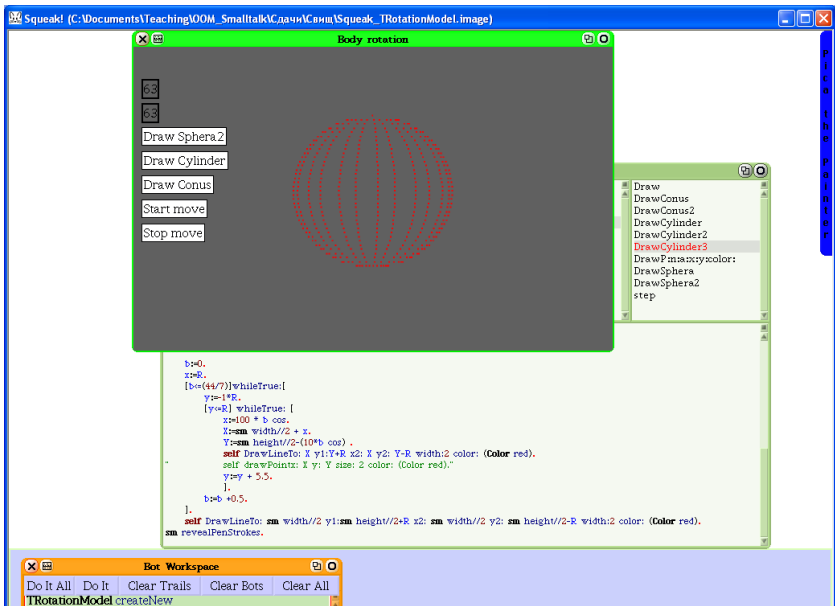 Squeak! (C:\Documents\Teaching\OOM_Smalltalk\Сдачи\Свищ\Squeak_TRotationModel.image)
Body rotation
63
63
Draw Sphera2
Draw Cylinder
Draw Conus
Start move
Stop move
Draw
DrawConus
DrawConus2
DrawCylinder
DrawCylinder2
DrawCylinder3
DrawP:m:a:x:y:color:
DrawSphera
DrawSphera2
step
b:=0.
x:=R.
[b<=(44/7)]whileTrue:[
y:=-1*R.
[y<=R] whileTrue: [
x:=100 * b cos.
X:=sm width//2 + x.
Y:=sm height//2-(10*b cos) .
self DrawLineTo: X y1:Y+R x2: X y2: Y-R width:2 color: (Color red).
" self drawPointx: X y: Y size: 2 color: (Color red)."
y:=y + 5.5.
].
b:=b +0.5.
].
self DrawLineTo: sm width//2 y1:sm height//2+R x2: sm width//2 y2: sm height//2-R width:2 color: (Color red).
sm revealPenStrokes.
Pita the Painter
Bot Workspace
Do It All Do It Clear Trails Clear Bots Clear All
TRotationModel createNew